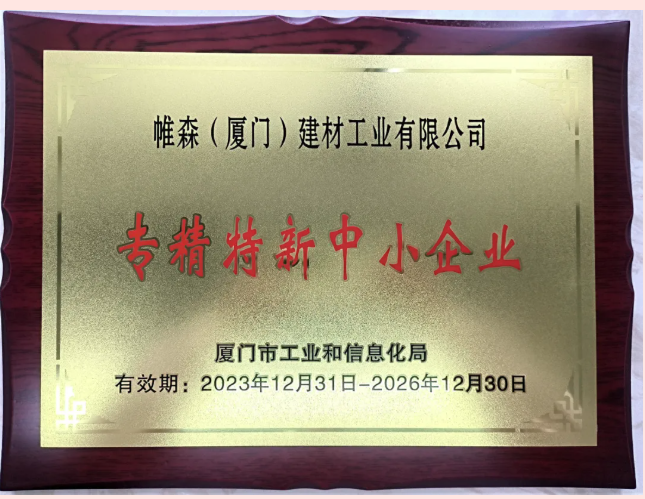 帷森（厦门）建材工业有限公司
专精特新中小企业
厦门市工业和信息化局
有效期：2023年12月31日-2026年12月30日